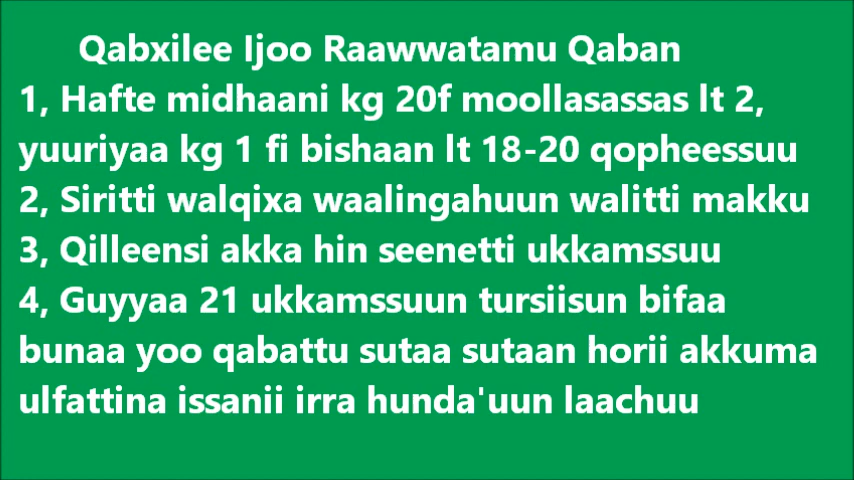 Qabxilee Ijoo Raawwatamu Qaban
1, Hafte midhaani kg 20f moollasassas lt 2,
yuuriyaa kg 1 fi bishaan lt 18-20 qopheessuu
2, Siritti walqixa waalingahuun walitti makku
3, Qilleensi akka hin seenetti ukkamssuu
4, Guyyaa 21 ukkamssuun tursiisun bifaa
bunaa yoo qabattu sutaa sutaan horii akkuma
ulfattina issanii irra hunda'uun laachuu